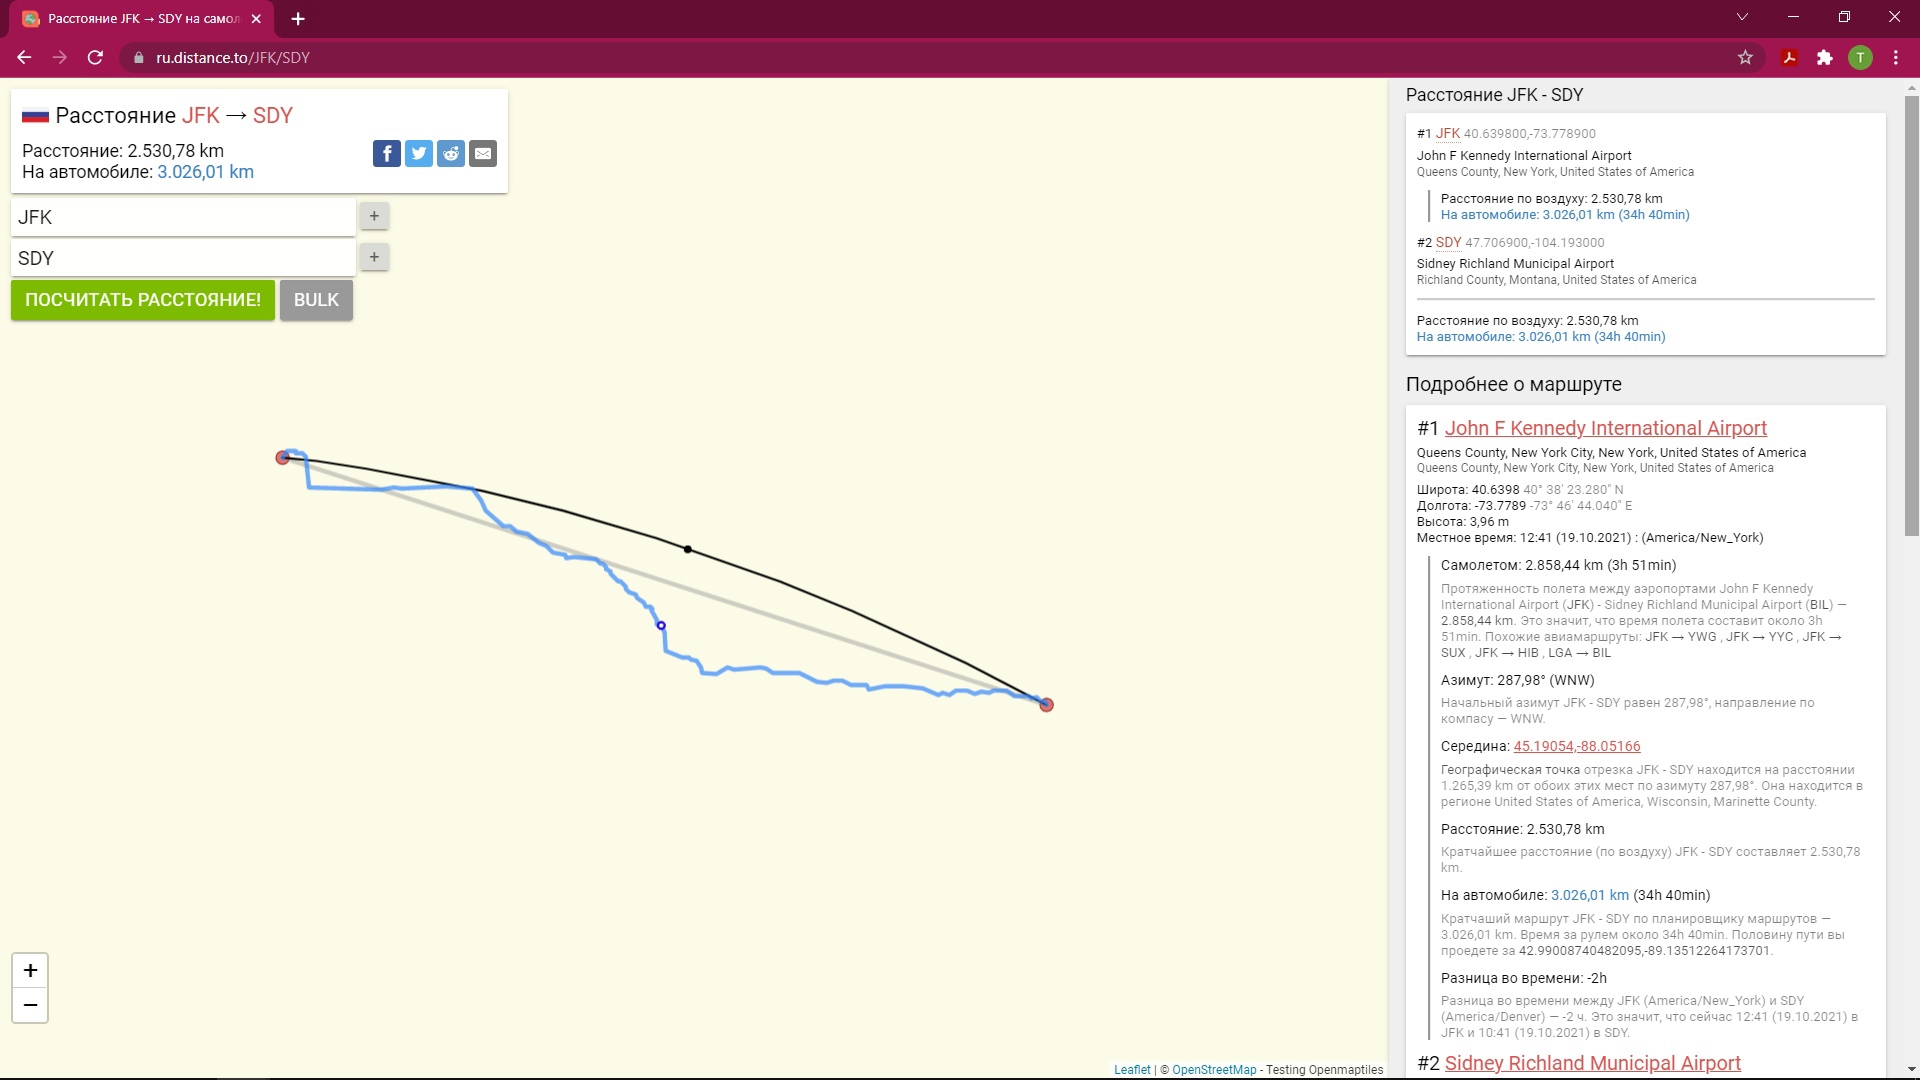 Расстояние JFK → SDY на самол
ru.distance.to/JFK/SDY
T
Расстояние JFK → SDY
Расстояние: 2.530,78 km
На автомобиле: 3.026,01 km
JFK
+
SDY
+
ПОСЧИТАТЬ РАССТОЯНИЕ!
BULK
+
−
Leaflet | © OpenStreetMap - Testing Openmaptiles
Расстояние JFK - SDY
#1 JFK 40.639800,-73.778900
John F Kennedy International Airport
Queens County, New York, United States of America
Расстояние по воздуху: 2.530,78 km
На автомобиле: 3.026,01 km (34h 40min)
#2 SDY 47.706900,-104.193000
Sidney Richland Municipal Airport
Richland County, Montana, United States of America
Расстояние по воздуху: 2.530,78 km
На автомобиле: 3.026,01 km (34h 40min)
Подробнее о маршруте
#1 John F Kennedy International Airport
Queens County, New York City, New York, United States of America
Queens County, New York City, New York, United States of America
Широта: 40.6398 40° 38' 23.280" N
Долгота: -73.7789 -73° 46' 44.040" E
Высота: 3,96 m
Местное время: 12:41 (19.10.2021) : (America/New_York)
Самолетом: 2.858,44 km (3h 51min)
Протяженность полета между аэропортами John F Kennedy
International Airport (JFK) - Sidney Richland Municipal Airport (BIL) —
2.858,44 km. Это значит, что время полета составит около 3h
51min. Похожие авиамаршруты: JFK → YWG , JFK → YYC , JFK →
SUX , JFK → HIB , LGA → BIL
Азимут: 287,98° (WNW)
Начальный азимут JFK - SDY равен 287,98°, направление по
компасу — WNW.
Середина: 45.19054,-88.05166
Географическая точка отрезка JFK - SDY находится на расстоянии
1.265,39 km от обоих этих мест по азимуту 287,98°. Она находится в
регионе United States of America, Wisconsin, Marinette County.
Расстояние: 2.530,78 km
Кратчайшее расстояние (по воздуху) JFK - SDY составляет 2.530,78
km.
На автомобиле: 3.026,01 km (34h 40min)
Кратчаший маршрут JFK - SDY по планировщику маршрутов —
3.026,01 km. Время за рулем около 34h 40min. Половину пути вы
проедете за 42.99008740482095,-89.13512264173701.
Разница во времени: -2h
Разница во времени между JFK (America/New_York) и SDY
(America/Denver) — -2 ч. Это значит, что сейчас 12:41 (19.10.2021) в
JFK и 10:41 (19.10.2021) в SDY.
#2 Sidney Richland Municipal Airport